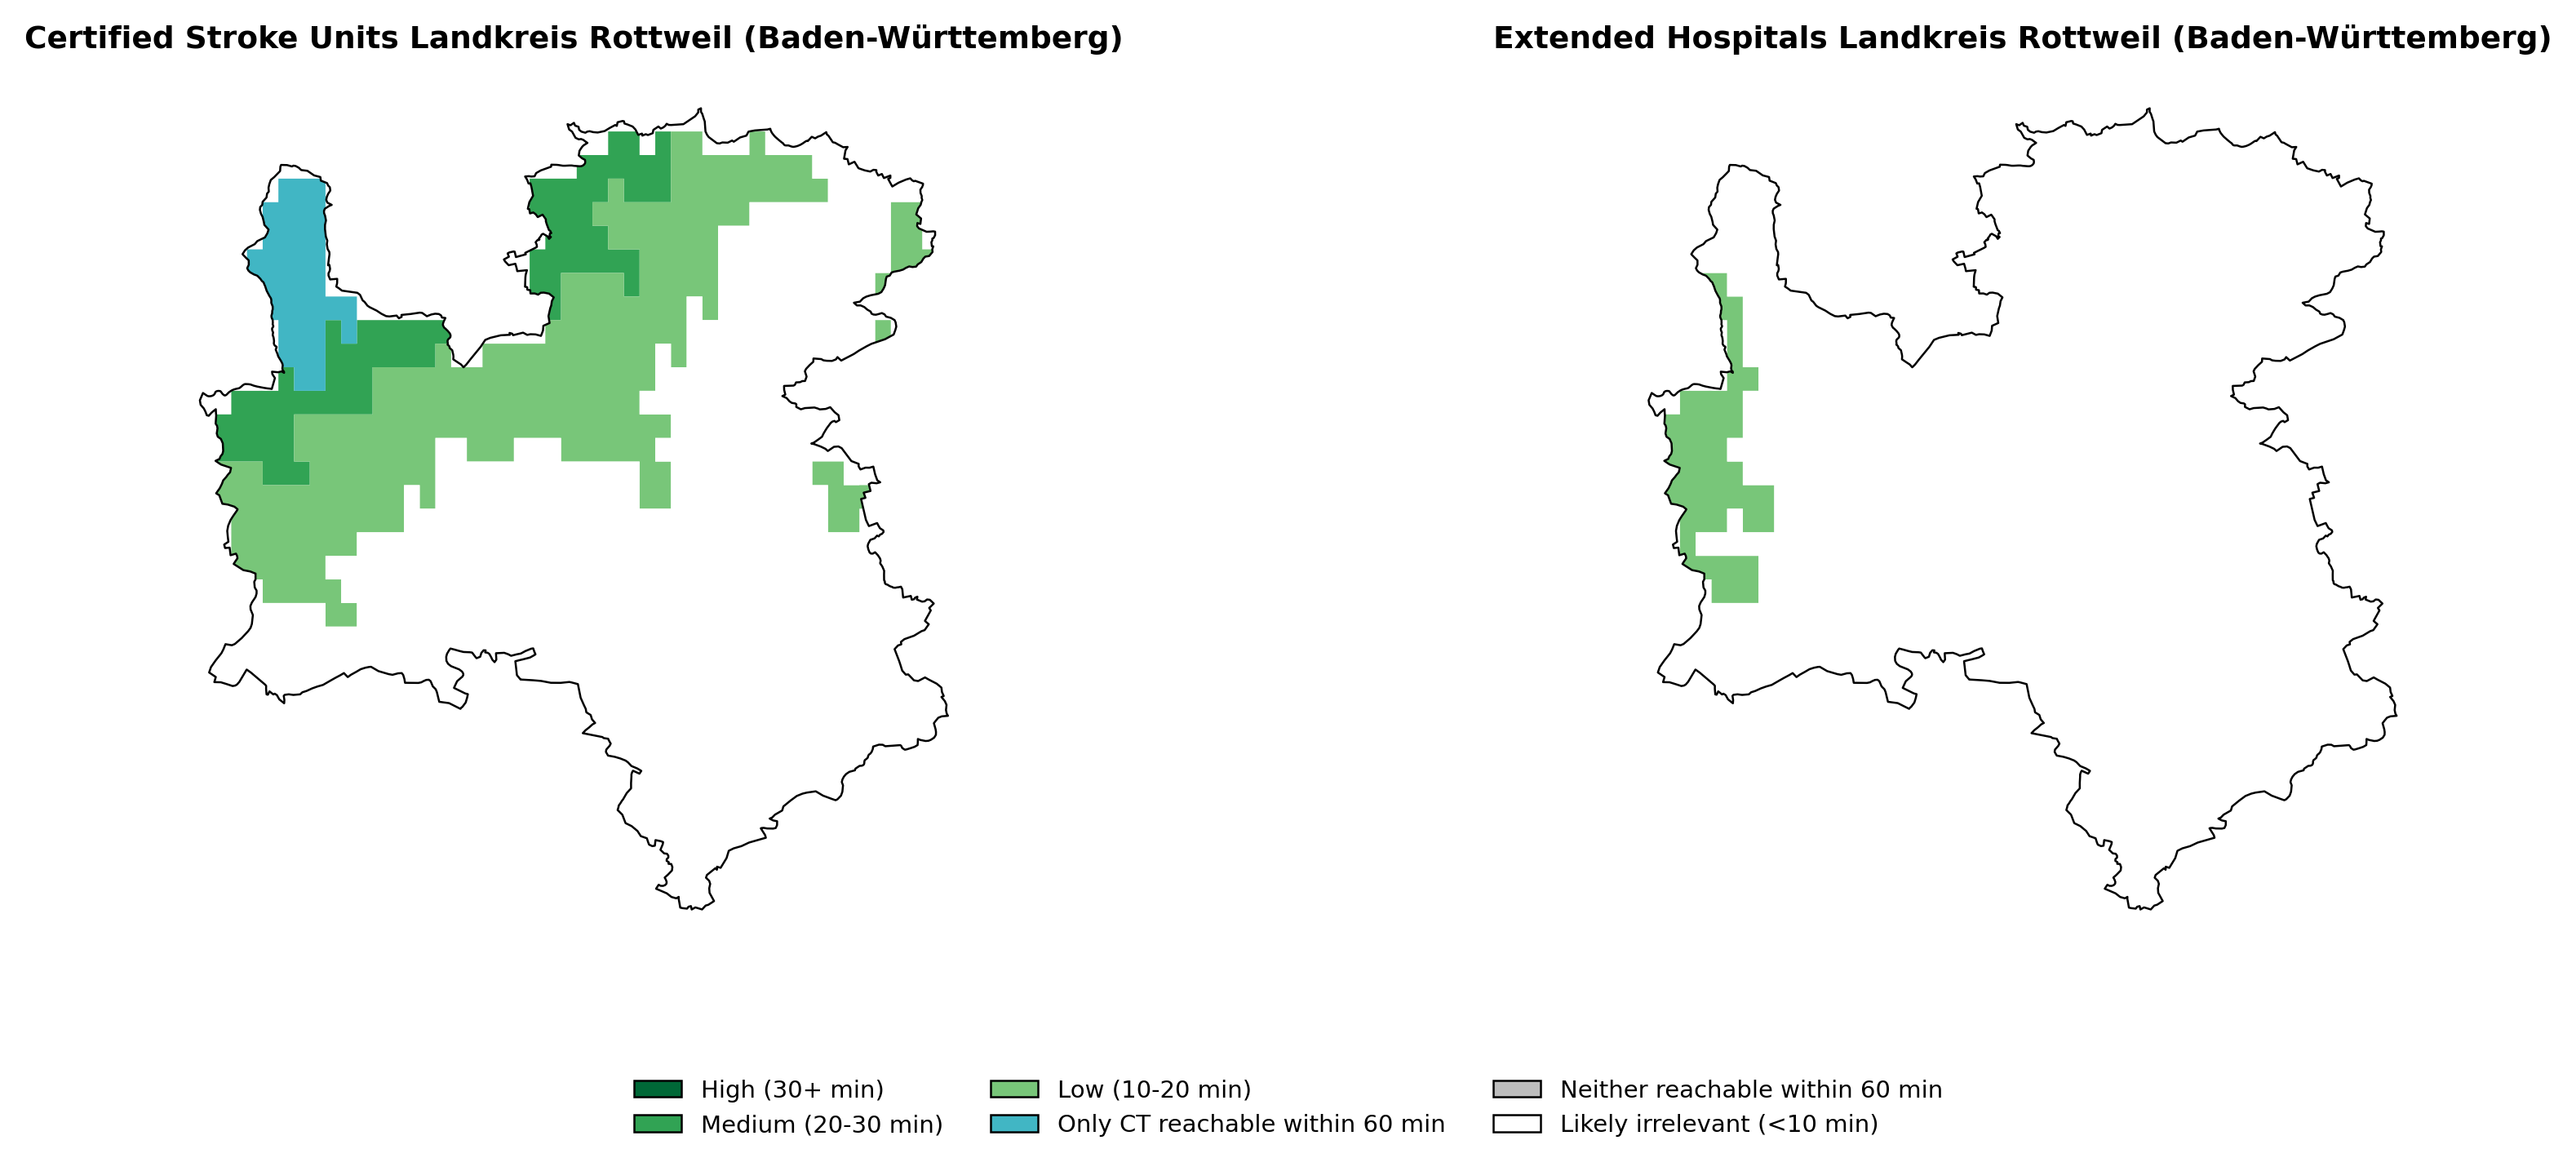 Certified Stroke Units Landkreis Rottweil (Baden-Württemberg)
Extended Hospitals Landkreis Rottweil (Baden-Württemberg)
High (30+ min)
Medium (20-30 min)
Low (10-20 min)
Only CT reachable within 60 min
Neither reachable within 60 min
Likely irrelevant (<10 min)